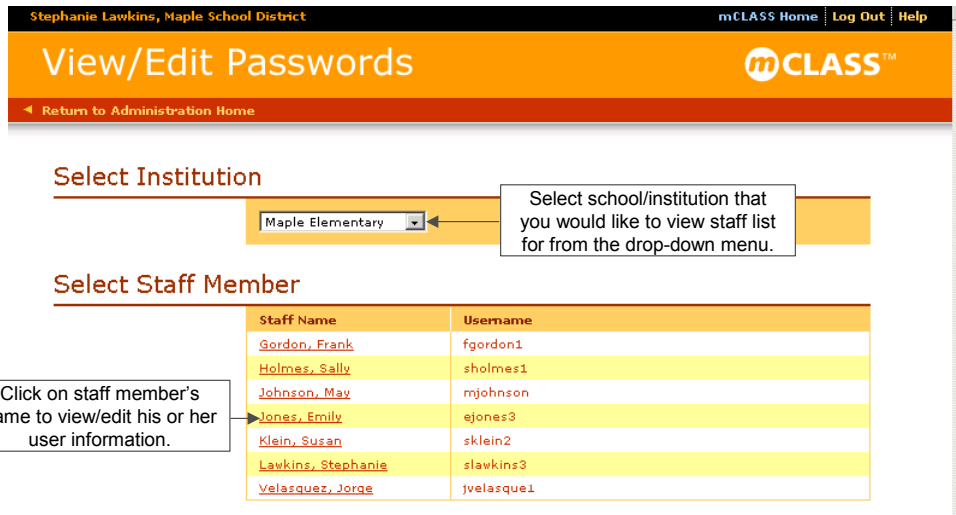 Stephanie Lawkins, Maple School District mCLASS Home Log Out Help
View/Edit Passwords mCLASS™
Return to Administration Home
Select Institution
Maple Elementary
Select school/institution that
you would like to view staff list
for from the drop-down menu.
Select Staff Member
Staff Name Username
Gordon, Frank fgordon1
Holmes, Sally sholmes1
Johnson, May mjohnson
Jones, Emily ejones3
Klein, Susan sklein2
Lawkins, Stephanie slawkins3
Velasquez, Jorge jvelasque1
Click on staff member's
ame to view/edit his or her
user information.